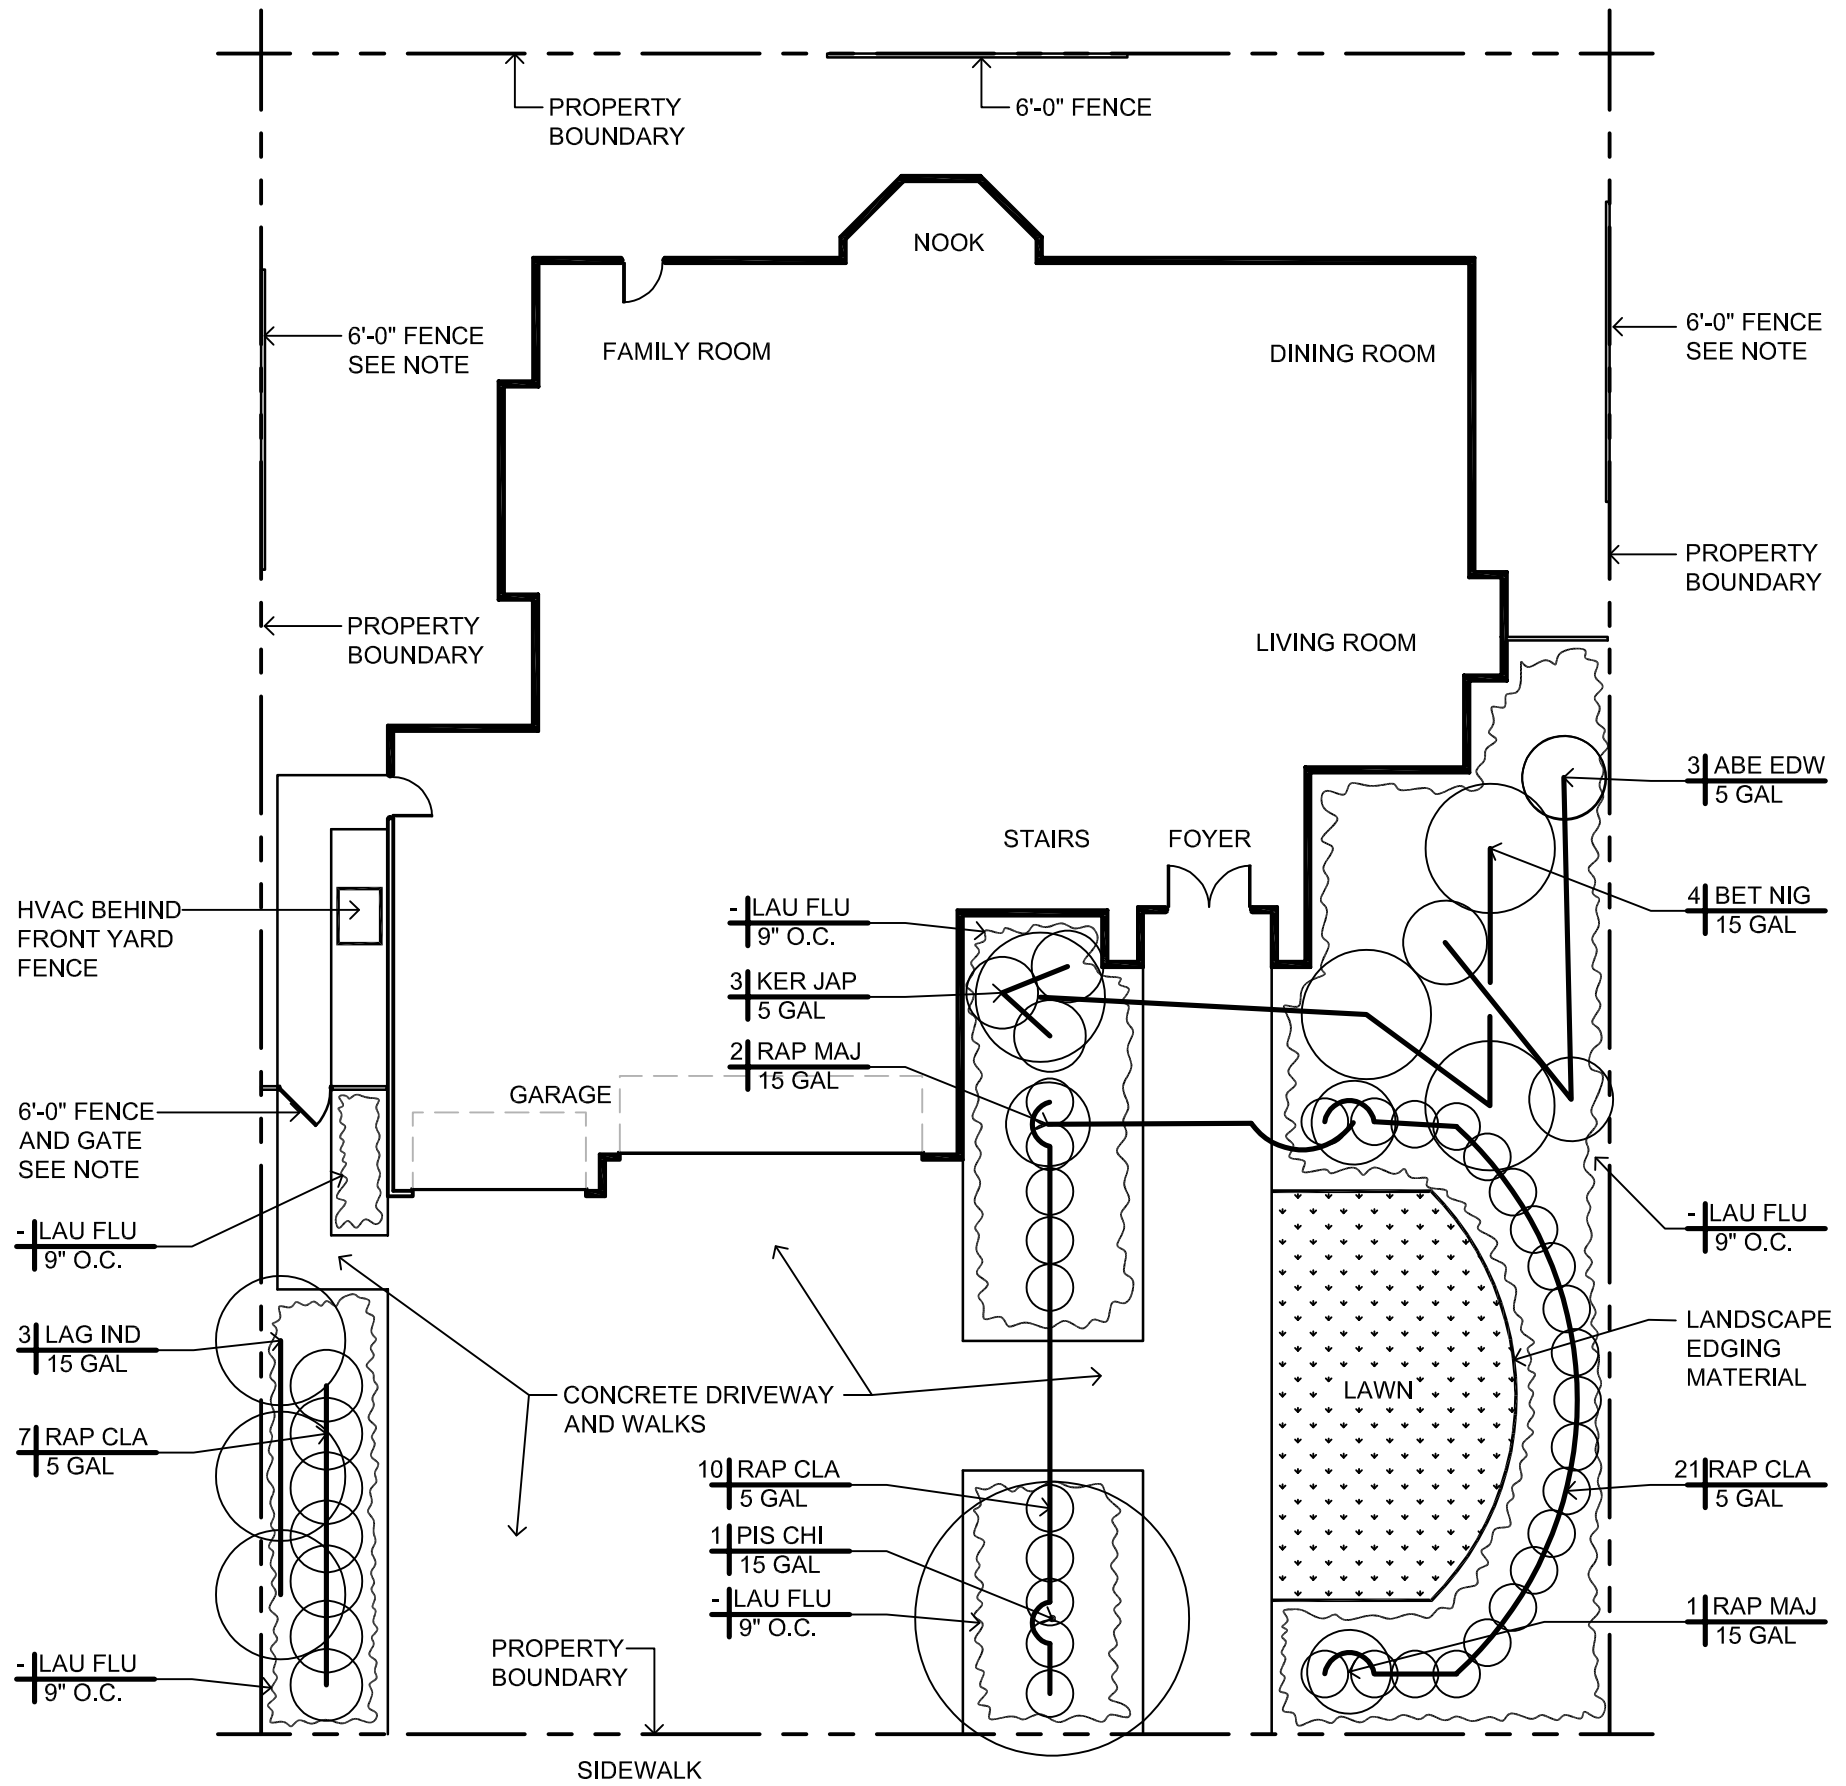 PROPERTY
BOUNDARY
6'-0" FENCE
NOOK
6'-0" FENCE
SEE NOTE
FAMILY ROOM
DINING ROOM
6'-0" FENCE
SEE NOTE
PROPERTY
BOUNDARY
PROPERTY
BOUNDARY
LIVING ROOM
3 ABE EDW
5 GAL
STAIRS
FOYER
4 BET NIG
15 GAL
HVAC BEHIND
FRONT YARD
FENCE
- LAU FLU
9" O.C.
3 KER JAP
5 GAL
2 RAP MAJ
15 GAL
GARAGE
6'-0" FENCE
AND GATE
SEE NOTE
- LAU FLU
9" O.C.
- LAU FLU
9" O.C.
3 LAG IND
15 GAL
LANDSCAPE
EDGING
MATERIAL
CONCRETE DRIVEWAY
AND WALKS
LAWN
7 RAP CLA
5 GAL
10 RAP CLA
5 GAL
21 RAP CLA
5 GAL
1 PIS CHI
15 GAL
- LAU FLU
9" O.C.
1 RAP MAJ
15 GAL
PROPERTY
BOUNDARY
- LAU FLU
9" O.C.
SIDEWALK